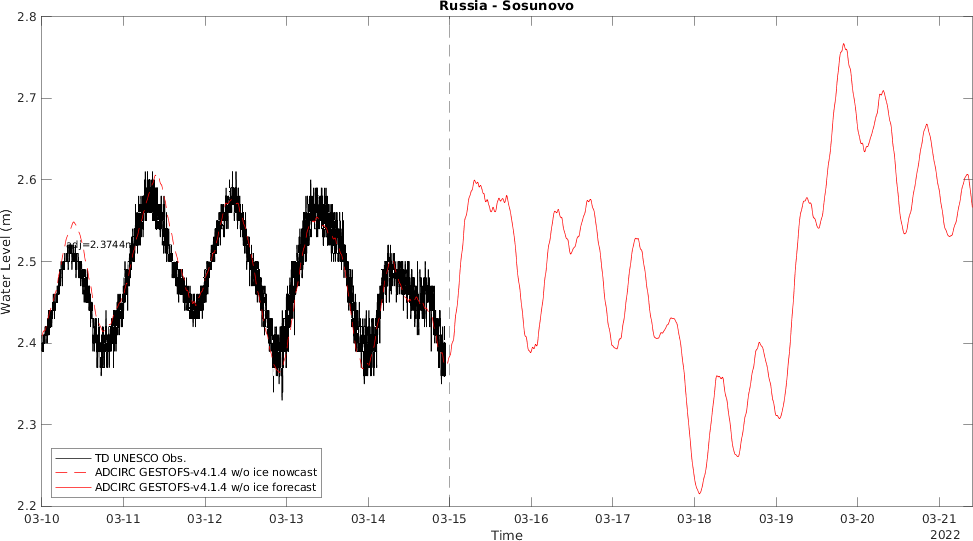 Russia - Sosunovo
2.8
2.7
2.6
2.5
2.4
2.3
2.2
Water Level (m)
adj=2.3744m
TD UNESCO Obs.
ADCIRC GESTOFS-v4.1.4 w/o ice nowcast
ADCIRC GESTOFS-v4.1.4 w/o ice forecast
03-10 03-11 03-12 03-13 03-14 03-15 03-16 03-17 03-18 03-19 03-20 03-21
Time 2022